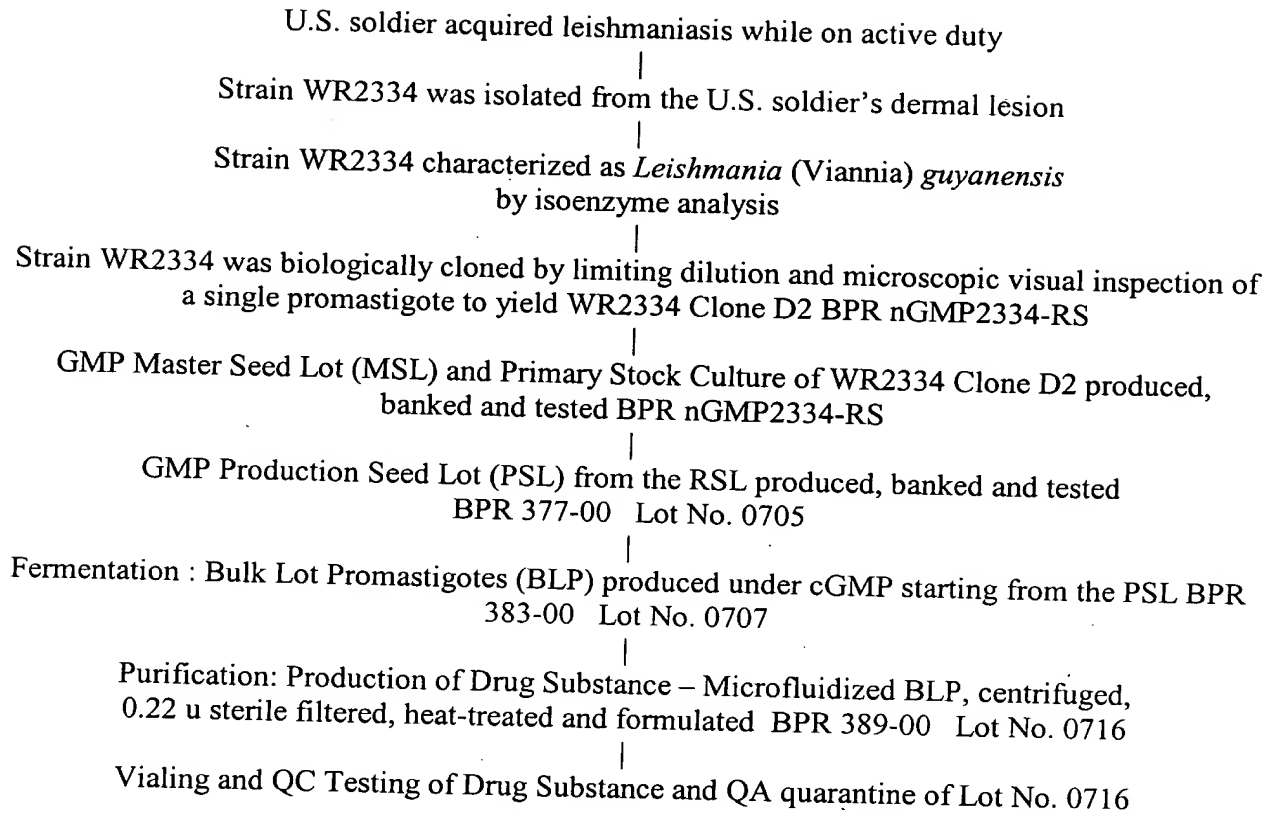 U.S. soldier acquired leishmaniasis while on active duty
Strain WR2334 was isolated from the U.S. soldier's dermal lesion
Strain WR2334 characterized as Leishmania (Viannia) guyanensis
by isoenzyme analysis
Strain WR2334 was biologically cloned by limiting dilution and microscopic visual inspection of
a single promastigote to yield WR2334 Clone D2 BPR nGMP2334-RS
GMP Master Seed Lot (MSL) and Primary Stock Culture of WR2334 Clone D2 produced,
banked and tested BPR nGMP2334-RS
GMP Production Seed Lot (PSL) from the RSL produced, banked and tested
BPR 377-00 Lot No. 0705
Fermentation : Bulk Lot Promastigotes (BLP) produced under cGMP starting from the PSL BPR
383-00 Lot No. 0707
Purification: Production of Drug Substance – Microfluidized BLP, centrifuged,
0.22 u sterile filtered, heat-treated and formulated BPR 389-00 Lot No. 0716
Vialing and QC Testing of Drug Substance and QA quarantine of Lot No. 0716